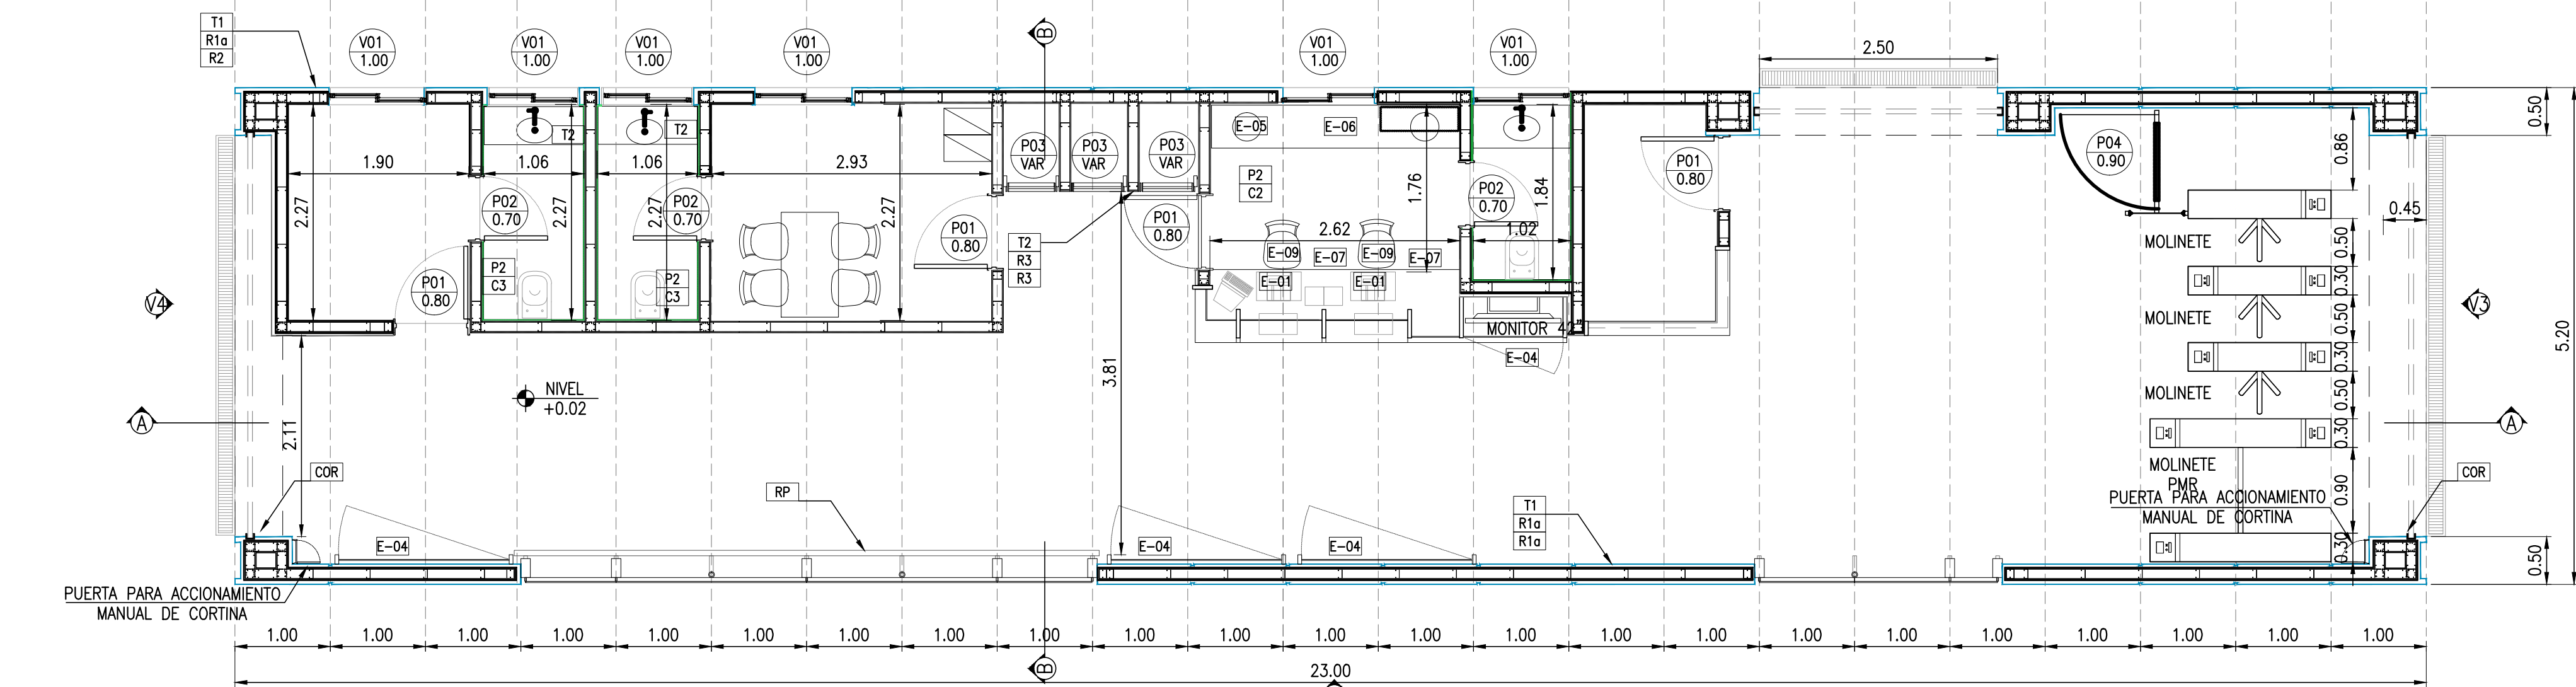 T1
R1a
R2
V01
1.00
V01
1.00
V01
1.00
V01
1.00
B
V01
1.00
V01
1.00
2.50
T2
T2
1.90
1.06
1.06
2.93
2.27
2.27
2.27
2.27
P02
0.70
P02
0.70
P2
C3
P2
C3
P01
0.80
P01
0.80
P03
VAR
P03
VAR
P03
VAR
P01
0.80
T2
R3
R3
E-05
E-06
P2
C2
1.76
2.62
E-09
E-07
E-09
E-07
E-01
E-01
P02
0.70
1.84
1.02
MONITOR 42
E-04
P01
0.80
P04
0.90
0.86
0.45
0.50
MOLINETE
0.50
0.30
MOLINETE
0.50
0.30
MOLINETE
0.50
0.30
MOLINETE
PMR
0.90
0.30
PUERTA PARA ACCIONAMIENTO
MANUAL DE CORTINA
V4
V3
5.20
A
A
NIVEL
+0.02
2.11
3.81
COR
COR
RP
T1
R1a
R1a
E-04
E-04
E-04
0.50
PUERTA PARA ACCIONAMIENTO
MANUAL DE CORTINA
1.00 1.00 1.00 1.00 1.00 1.00 1.00 1.00 1.00 1.00 1.00 1.00 1.00 1.00 1.00 1.00 1.00 1.00 1.00 1.00 1.00 1.00 1.00
B
23.00